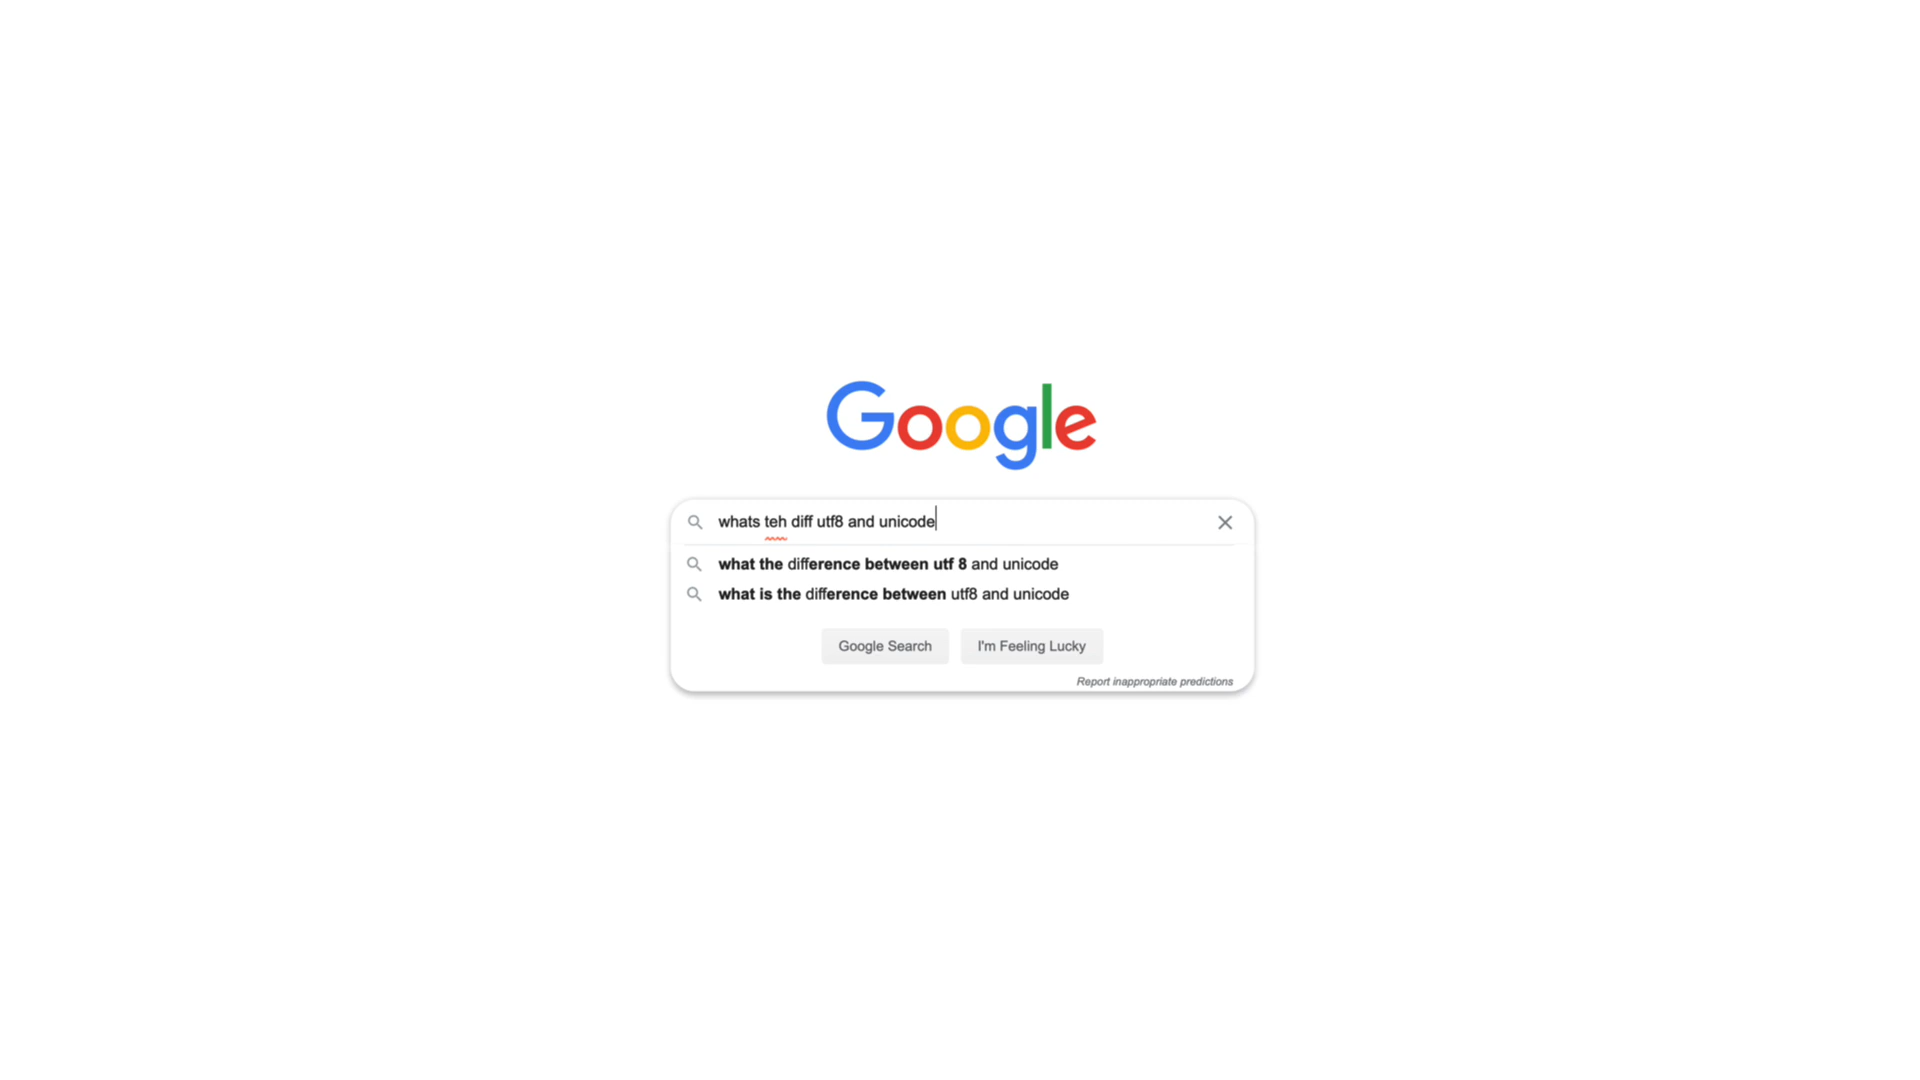 Google
whats teh diff utf8 and unicode
what the difference between utf 8 and unicode
what is the difference between utf8 and unicode
Google Search
I'm Feeling Lucky
Report inappropriate predictions